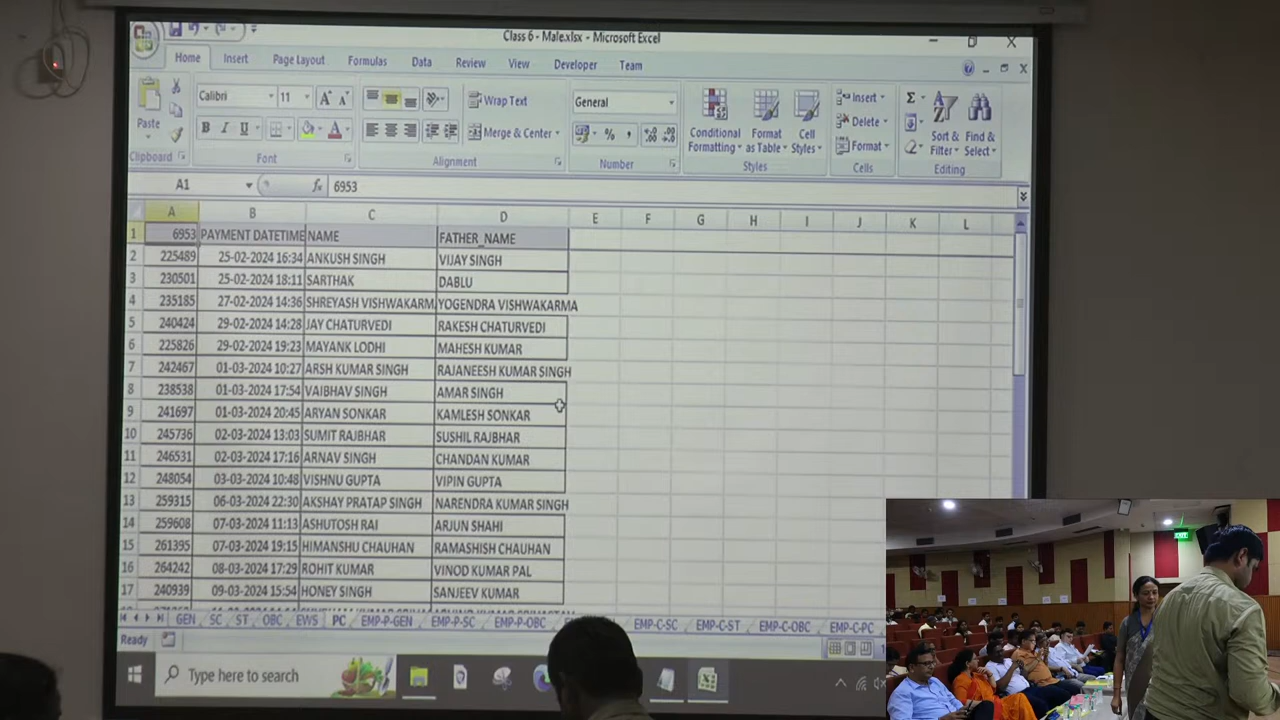 Class 6 - Male.xlsx - Microsoft Excel
Home Insert Page Layout Formulas Data Review View Developer Team
Paste Calibri 11 Wrap Text General Conditional Formatting Format as Table Cell Styles Insert Sort & Filter Find & Select
B I U Merge & Center Delete
Format
Clipboard Font Alignment Number Styles Cells Editing
A1 fx 6953
A B C D E F G H I J K L
1 6953 PAYMENT DATETIME NAME FATHER_NAME
2 225489 25-02-2024 16:34 ANKUSH SINGH VIJAY SINGH
3 230501 25-02-2024 18:11 SARTHAK DABLU
4 235185 27-02-2024 14:36 SHREYASH VISHWAKARMA YOGENDRA VISHWAKARMA
5 240424 29-02-2024 14:28 JAY CHATURVEDI RAKESH CHATURVEDI
6 225826 29-02-2024 19:23 MAYANK LODHI MAHESH KUMAR
7 242467 01-03-2024 10:27 ARSH KUMAR SINGH RAJANEESH KUMAR SINGH
8 238538 01-03-2024 17:54 VAIBHAV SINGH AMAR SINGH
9 241697 01-03-2024 20:45 ARYAN SONKAR KAMLESH SONKAR
10 245736 02-03-2024 13:03 SUMIT RAJBHAR SUSHIL RAJBHAR
11 246531 02-03-2024 17:16 ARNAV SINGH CHANDAN KUMAR
12 248054 03-03-2024 10:48 VISHNU GUPTA VIPIN GUPTA
13 259315 06-03-2024 22:30 AKSHAY PRATAP SINGH NARENDRA KUMAR SINGH
14 259608 07-03-2024 11:13 ASHUTOSH RAI ARJUN SHAHI
15 261395 07-03-2024 19:15 HIMANSHU CHAUHAN RAMASHISH CHAUHAN
16 264242 08-03-2024 17:29 ROHIT KUMAR VINOD KUMAR PAL
17 240939 09-03-2024 15:54 HONEY SINGH SANJEEV KUMAR
GEN SC ST OBC EWS PC EMP-P-GEN EMP-P-SC EMP-P-OBC EMP-C-SC EMP-C-ST EMP-C-OBC EMP-C-PC
Ready
Type here to search
EXIT